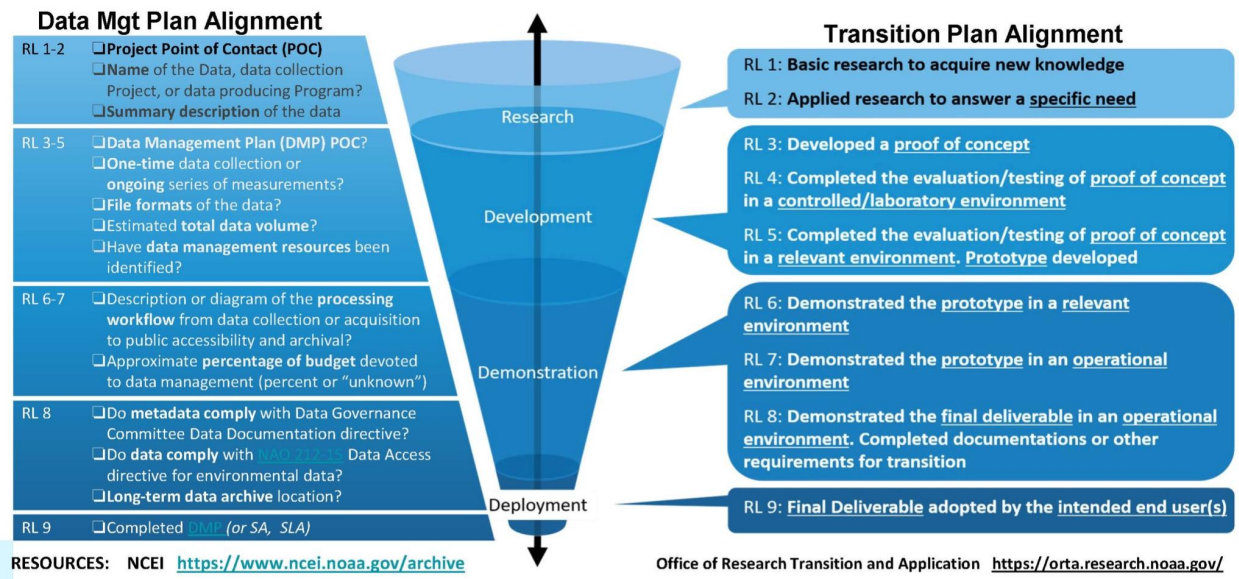 Data Mgt Plan Alignment
RL 1-2
❑Project Point of Contact (POC)
❑Name of the Data, data collection
Project, or data producing Program?
❑Summary description of the data
RL 3-5
❑Data Management Plan (DMP) POC?
❑One-time data collection or
ongoing series of measurements?
❑File formats of the data?
❑Estimated total data volume?
❑Have data management resources been
identified?
RL 6-7
❑Description or diagram of the processing
workflow from data collection or acquisition
to public accessibility and archival?
❑Approximate percentage of budget devoted
to data management (percent or “unknown”)
RL 8
❑Do metadata comply with Data Governance
Committee Data Documentation directive?
❑Do data comply with NAO 212-15 Data Access
directive for environmental data?
❑Long-term data archive location?
RL 9
❑Completed DMP (or SA, SLA)
Research
Development
Demonstration
Deployment
Transition Plan Alignment
RL 1: Basic research to acquire new knowledge
RL 2: Applied research to answer a specific need
RL 3: Developed a proof of concept
RL 4: Completed the evaluation/testing of proof of concept
in a controlled/laboratory environment
RL 5: Completed the evaluation/testing of proof of concept
in a relevant environment. Prototype developed
RL 6: Demonstrated the prototype in a relevant
environment
RL 7: Demonstrated the prototype in an operational
environment
RL 8: Demonstrated the final deliverable in an operational
environment. Completed documentations or other
requirements for transition
RL 9: Final Deliverable adopted by the intended end user(s)
RESOURCES: NCEI https://www.ncei.noaa.gov/archive
Office of Research Transition and Application https://orta.research.noaa.gov/